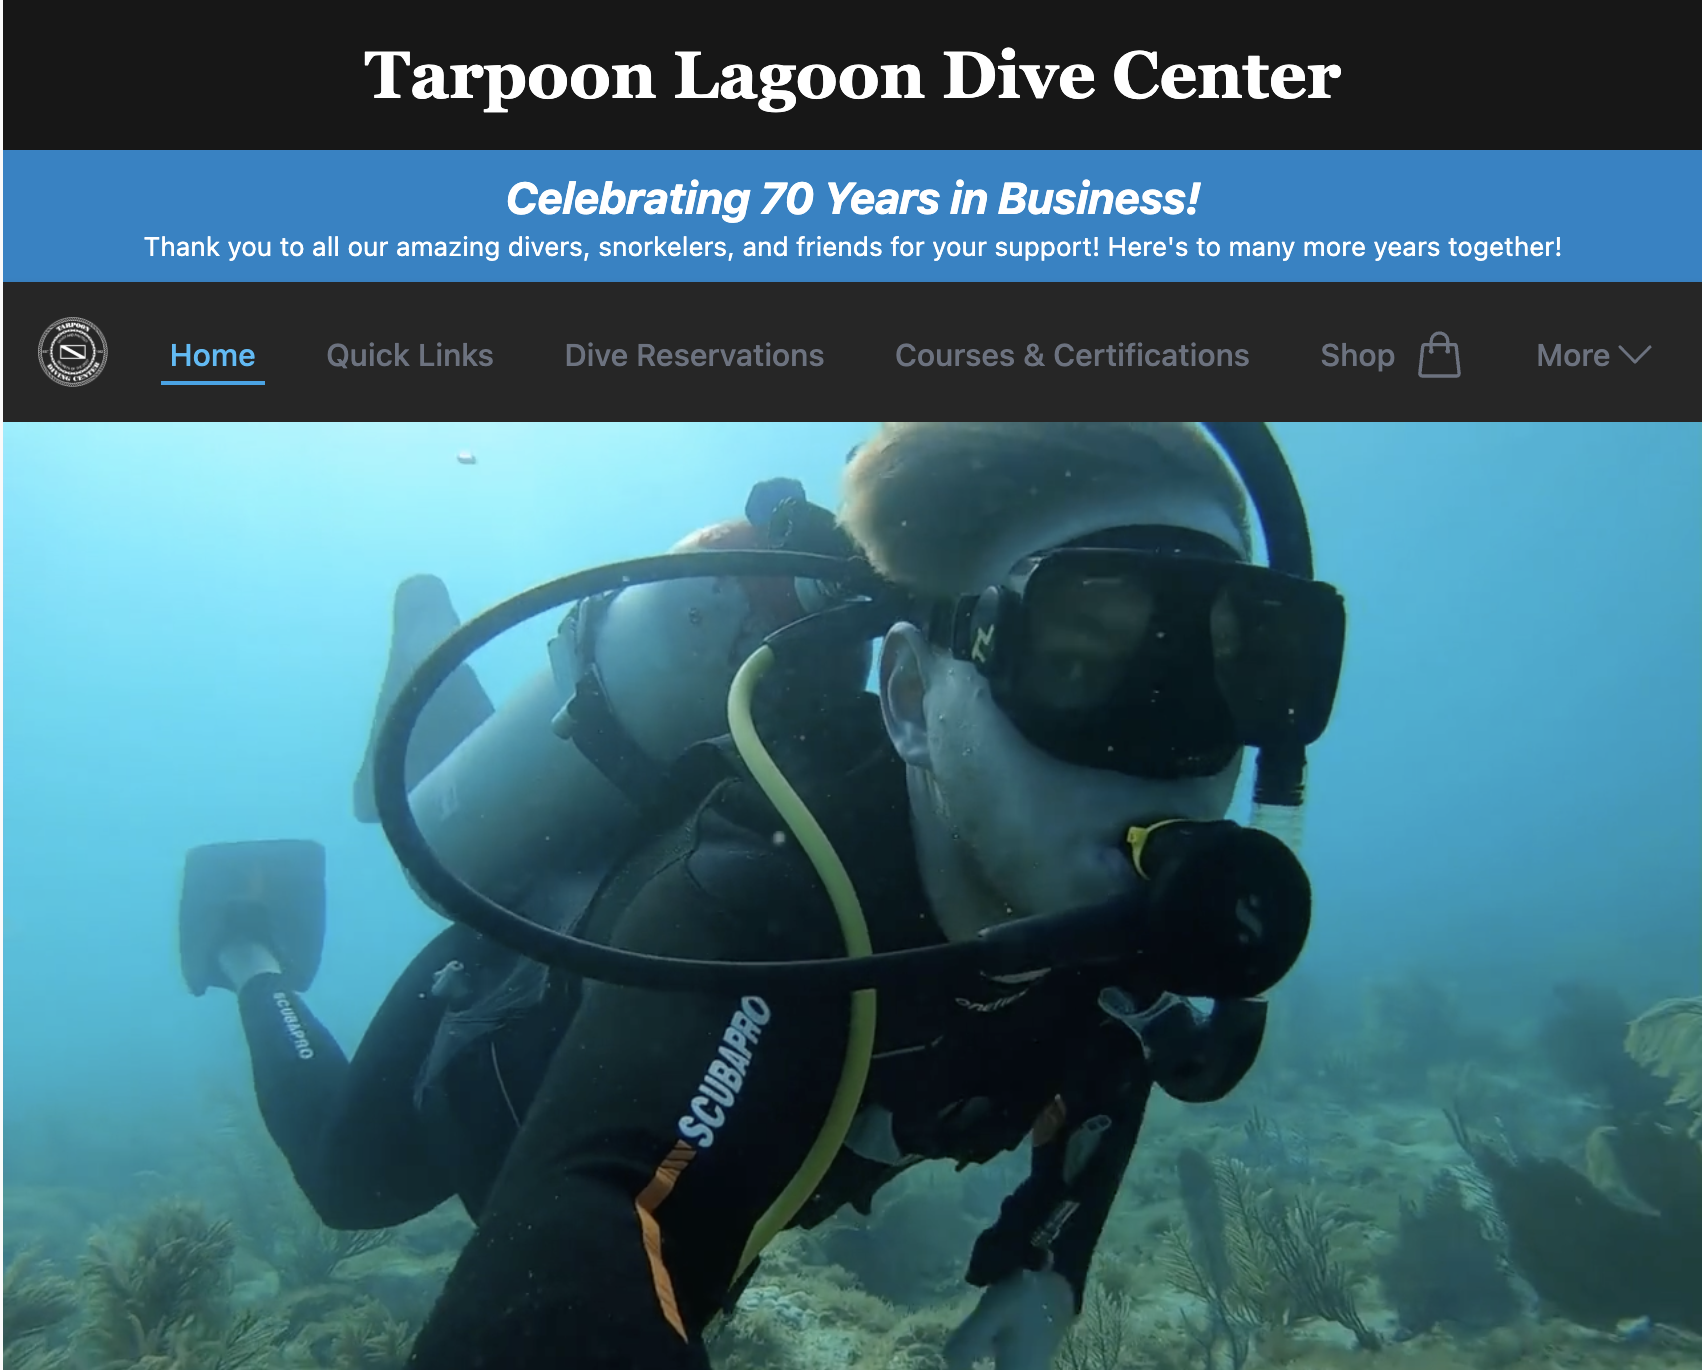 Tarpoon Lagoon Dive Center
Celebrating 70 Years in Business!
Thank you to all our amazing divers, snorkelers, and friends for your support! Here's to many more years together!
TARPOON
DIVING CENTER
Home
Quick Links
Dive Reservations
Courses & Certifications
Shop
More
TZ
SCUBAPRO
SCUBAPRO
S